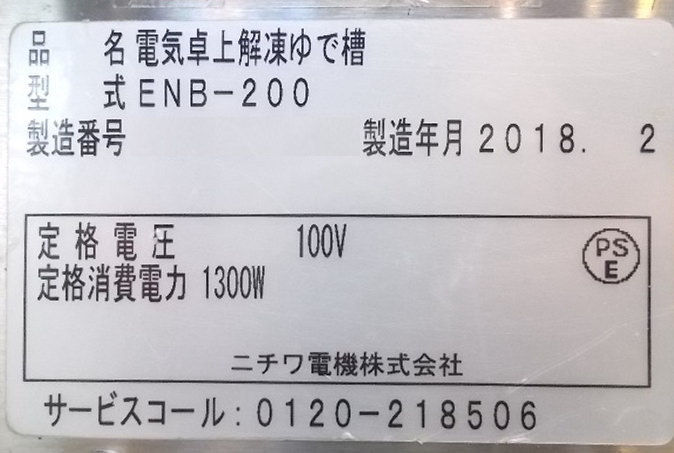 品　　名 電気卓上解凍ゆで槽
型　　式 ENB-200
製造番号　　　　　　　製造年月 2018.　2
定 格 電 圧　　　　100V
定格消費電力 1300W
PS
E
ニチワ電機株式会社
サービスコール：0120-218506